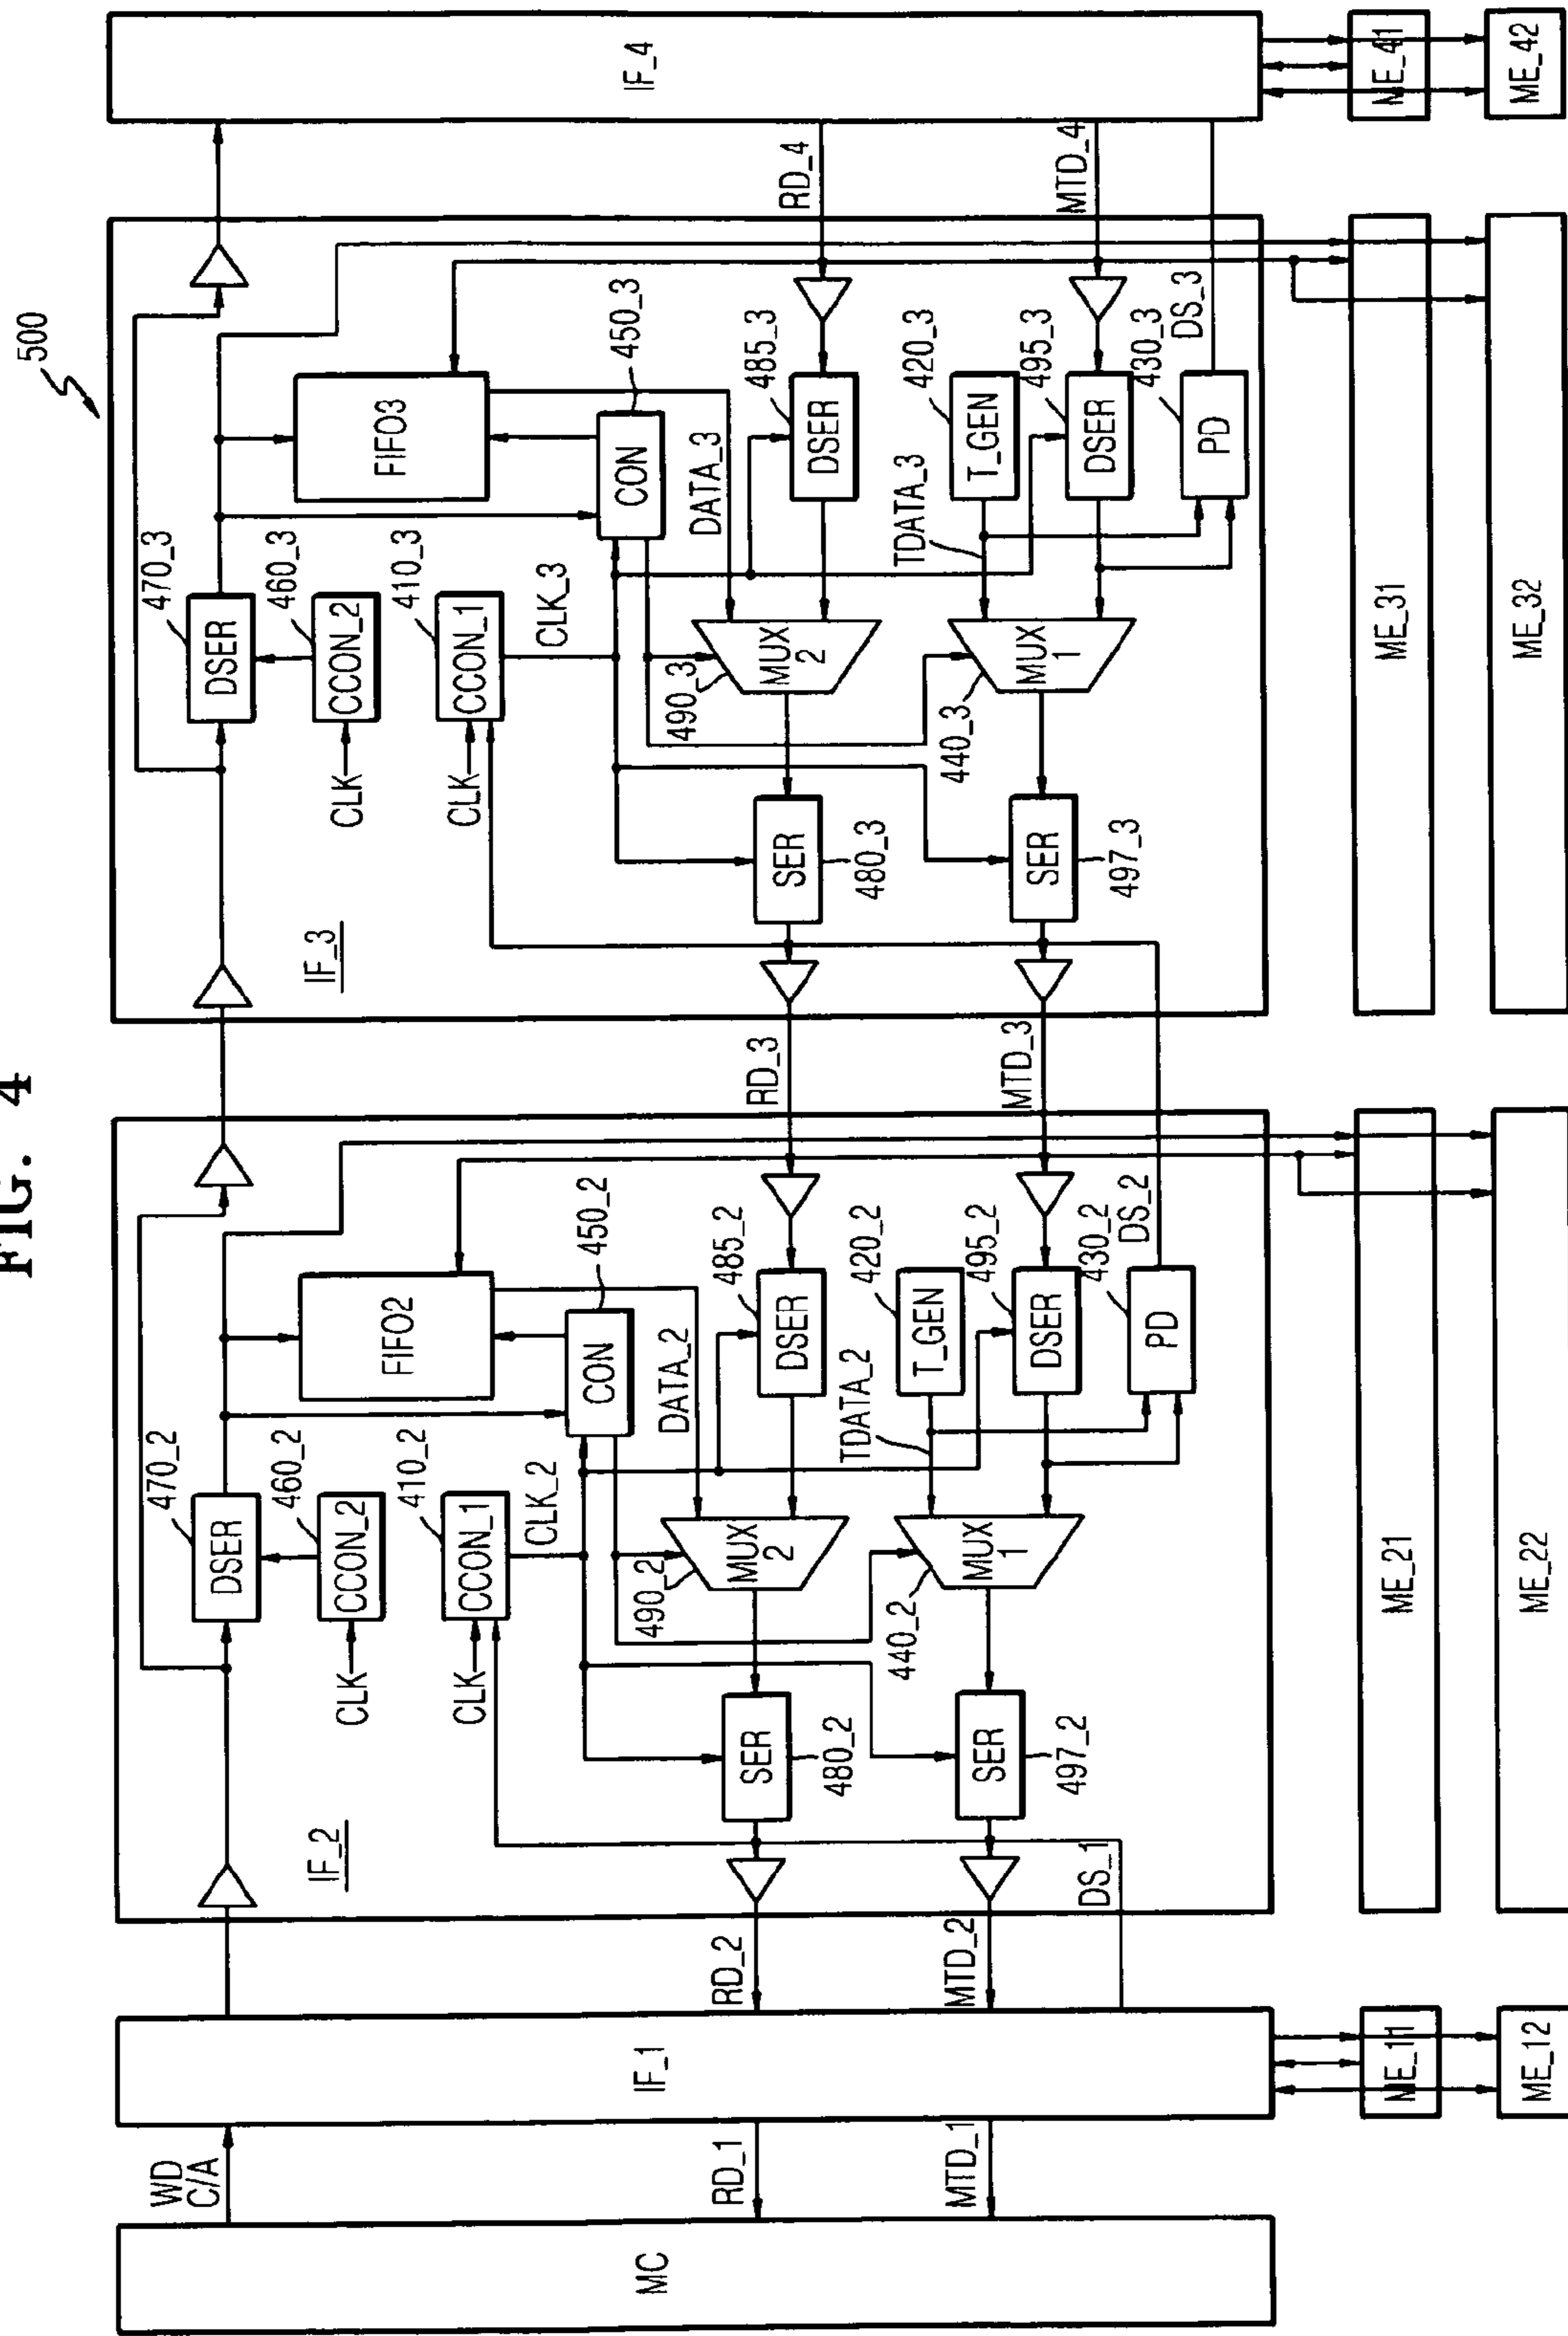 FIG. 4
500
MC
WD
C/A
RD_1
MTD_1
IF_1
ME_11
ME_12
RD_2
MTD_2
DS_1
IF_2
470_2
DSER
460_2
CCON_2
CLK
410_2
CCON_1
CLK
CLK_2
FIFO2
450_2
CON
DATA_2
490_2
MUX
2
485_2
DSER
480_2
SER
420_2
T_GEN
TDATA_2
440_2
MUX
1
495_2
DSER
497_2
SER
430_2
PD
DS_2
ME_21
ME_22
RD_3
MTD_3
IF_3
470_3
DSER
460_3
CCON_2
CLK
410_3
CCON_1
CLK
CLK_3
FIFO3
450_3
CON
DATA_3
490_3
MUX
2
485_3
DSER
480_3
SER
420_3
T_GEN
TDATA_3
440_3
MUX
1
495_3
DSER
497_3
SER
430_3
PD
DS_3
ME_31
ME_32
RD_4
MTD_4
IF_4
ME_41
ME_42